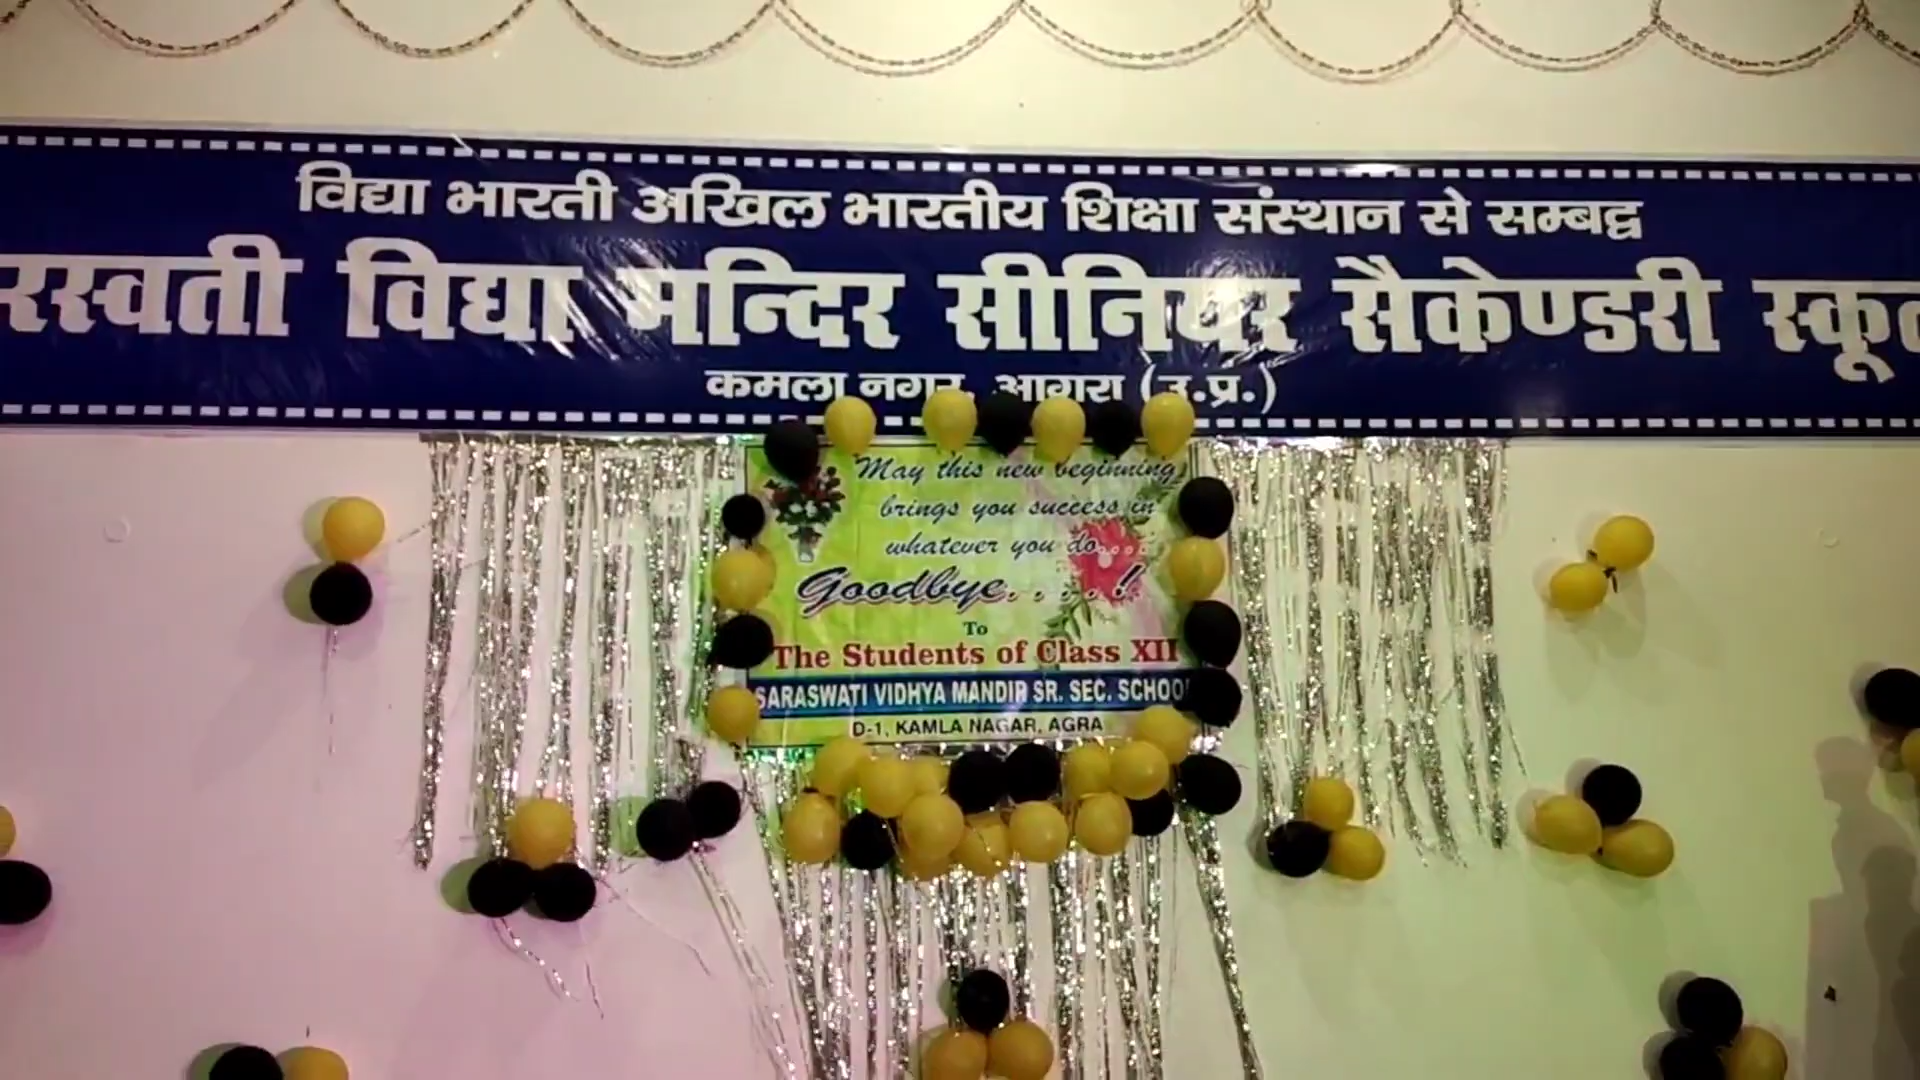 विद्या भारती अखिल भारतीय शिक्षा संस्थान से सम्बद्ध
रस्वती विद्या मन्दिर सीनियर सैकेण्डरी स्कूल
कमला नगर, आगरा (उ.प्र.)
May this new beginning
brings you success in
whatever you do....
Goodbye.....!
To
The Students of Class XII
SARASWATI VIDHYA MANDIR SR. SEC. SCHOOL
D-1, KAMLA NAGAR, AGRA